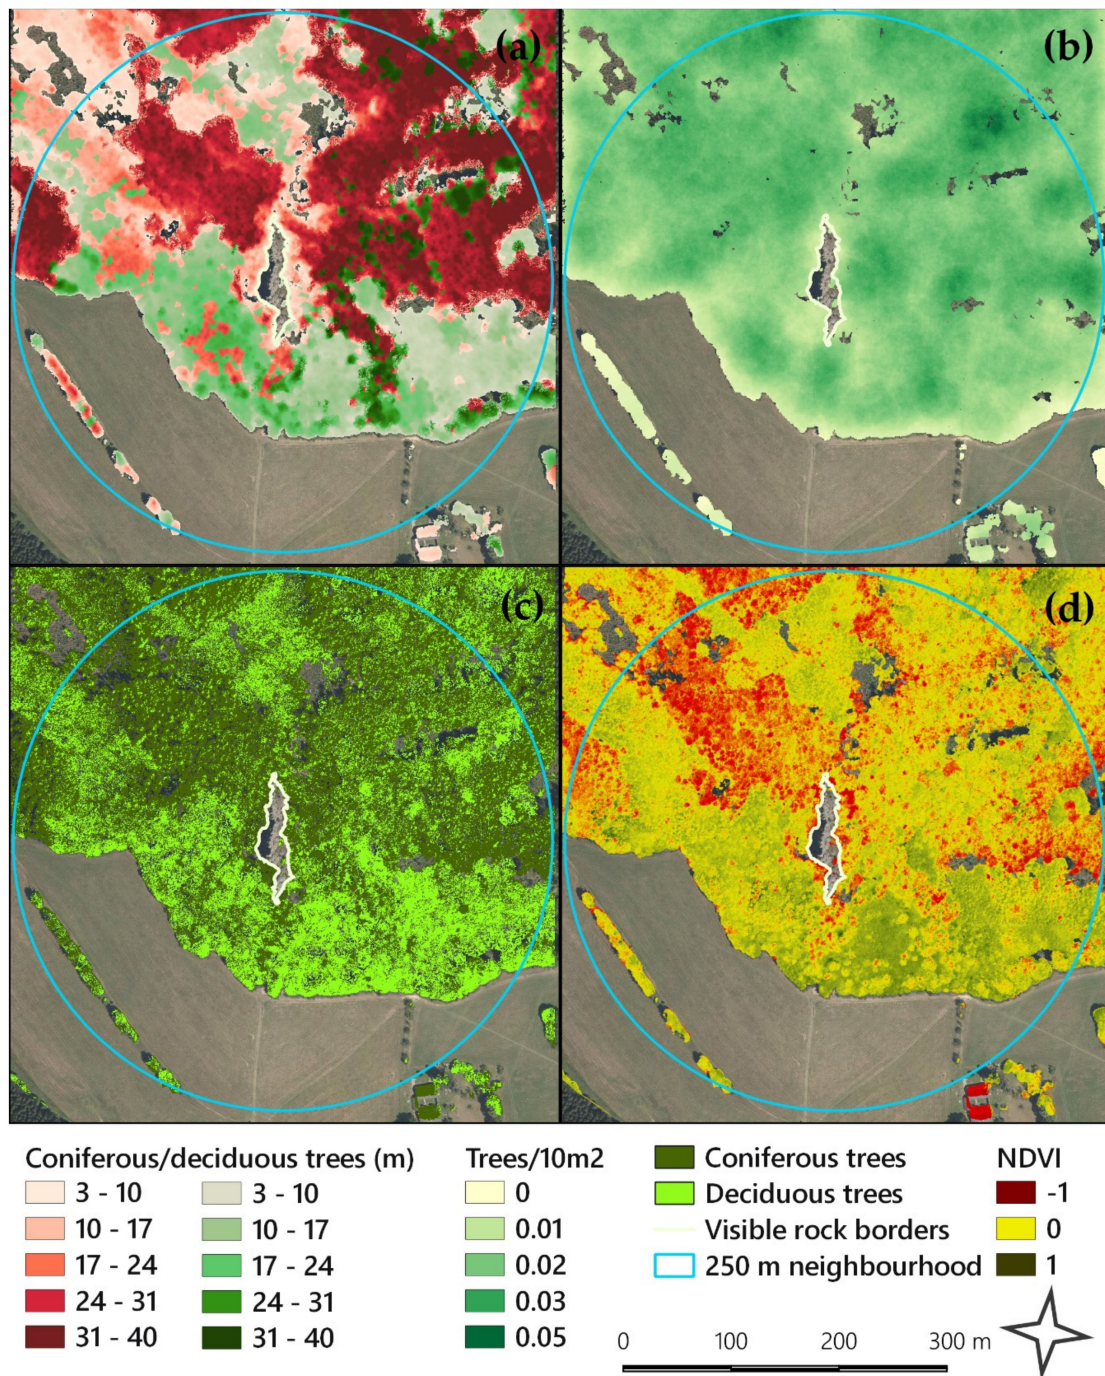 (a)
(b)
(c)
(d)
Coniferous/deciduous trees (m)
3 - 10
3 - 10
10 - 17
10 - 17
17 - 24
17 - 24
24 - 31
24 - 31
31 - 40
31 - 40
Trees/10m2
0
0.01
0.02
0.03
0.05
Coniferous trees
Deciduous trees
Visible rock borders
250 m neighbourhood
NDVI
-1
0
1
0
100
200
300 m